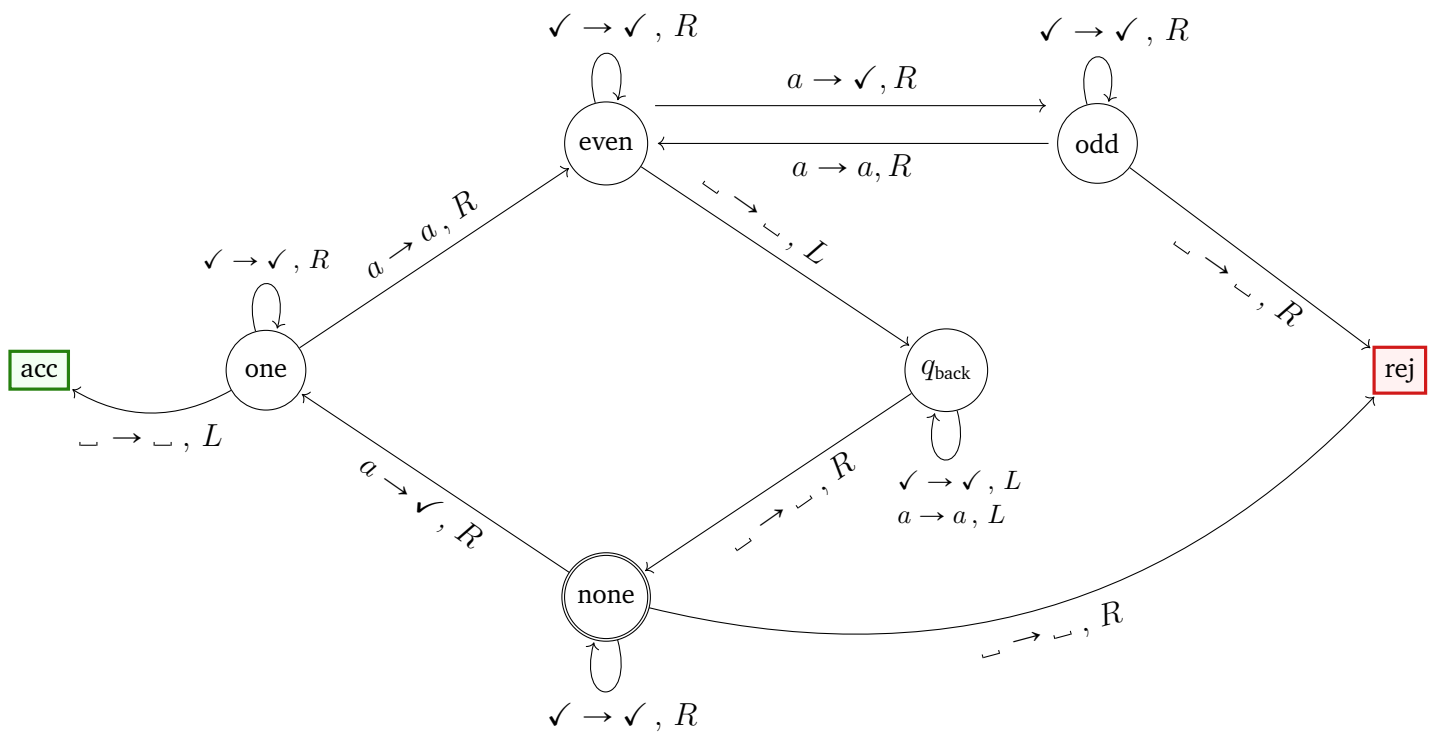 ✓ → ✓ , R
✓ → ✓ , R
a → ✓, R
even
odd
a → a, R
␣ → ␣ , L
a → a , R
✓ → ✓ , R
␣ → ␣ , R
acc
one
q_back
rej
␣ → ␣ , L
a → ✓ , R
␣ → ␣ , R
✓ → ✓ , L
a → a , L
none
␣ → ␣ , R
✓ → ✓ , R